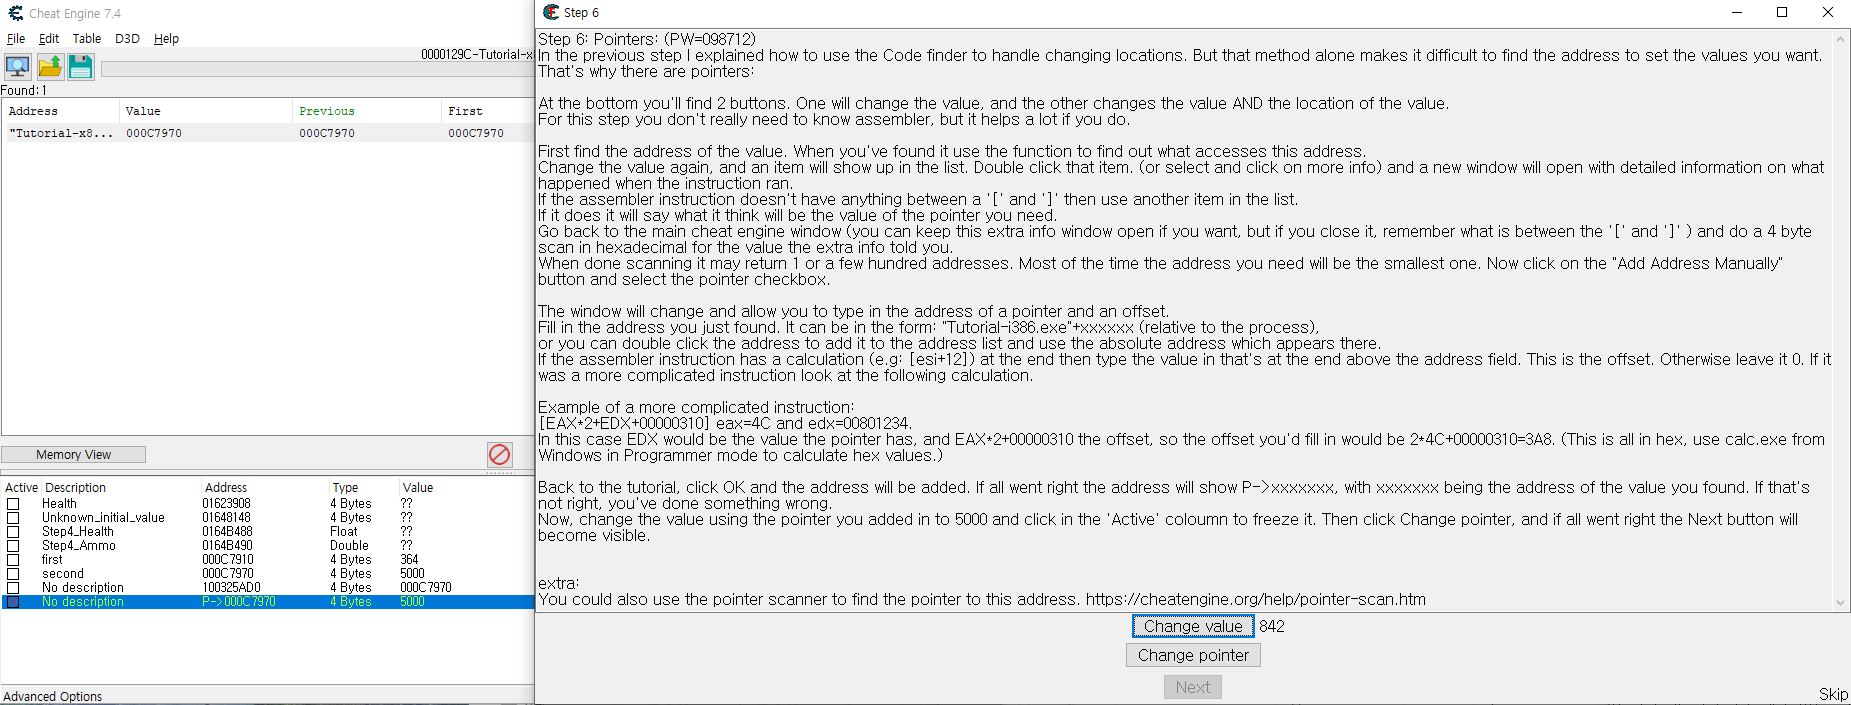 Cheat Engine 7.4
File Edit Table D3D Help
0000129C-Tutorial-x8
Found:1
Address Value Previous First
"Tutorial-x8... 000C7970 000C7970 000C7970
Memory View
Active Description Address Type Value
Health 01623908 4 Bytes ??
Unknown_initial_value 01648148 4 Bytes ??
Step4_Health 0164B488 Float ??
Step4_Ammo 0164B490 Double ??
first 000C7910 4 Bytes 364
second 000C7970 4 Bytes 5000
No description 100325AD0 4 Bytes 000C7970
No description P->000C7970 4 Bytes 5000
Advanced Options
Step 6
Step 6: Pointers: (PW=098712)
In the previous step I explained how to use the Code finder to handle changing locations. But that method alone makes it difficult to find the address to set the values you want.
That's why there are pointers:
At the bottom you'll find 2 buttons. One will change the value, and the other changes the value AND the location of the value.
For this step you don't really need to know assembler, but it helps a lot if you do.
First find the address of the value. When you've found it use the function to find out what accesses this address.
Change the value again, and an item will show up in the list. Double click that item. (or select and click on more info) and a new window will open with detailed information on what
happened when the instruction ran.
If the assembler instruction doesn't have anything between a '[' and ']' then use another item in the list.
If it does it will say what it think will be the value of the pointer you need.
Go back to the main cheat engine window (you can keep this extra info window open if you want, but if you close it, remember what is between the '[' and ']' ) and do a 4 byte
scan in hexadecimal for the value the extra info told you.
When done scanning it may return 1 or a few hundred addresses. Most of the time the address you need will be the smallest one. Now click on the "Add Address Manually"
button and select the pointer checkbox.
The window will change and allow you to type in the address of a pointer and an offset.
Fill in the address you just found. It can be in the form: "Tutorial-i386.exe"+xxxxxx (relative to the process),
or you can double click the address to add it to the address list and use the absolute address which appears there.
If the assembler instruction has a calculation (e.g: [esi+12]) at the end then type the value in that's at the end above the address field. This is the offset. Otherwise leave it 0. If it
was a more complicated instruction look at the following calculation.
Example of a more complicated instruction:
[EAX*2+EDX+00000310] eax=4C and edx=00801234.
In this case EDX would be the value the pointer has, and EAX*2+00000310 the offset, so the offset you'd fill in would be 2*4C+00000310=3A8. (This is all in hex, use calc.exe from
Windows in Programmer mode to calculate hex values.)
Back to the tutorial, click OK and the address will be added. If all went right the address will show P->xxxxxxx, with xxxxxxx being the address of the value you found. If that's
not right, you've done something wrong.
Now, change the value using the pointer you added in to 5000 and click in the 'Active' coloumn to freeze it. Then click Change pointer, and if all went right the Next button will
become visible.
extra:
You could also use the pointer scanner to find the pointer to this address. https://cheatengine.org/help/pointer-scan.htm
Change value 842
Change pointer
Next
Skip